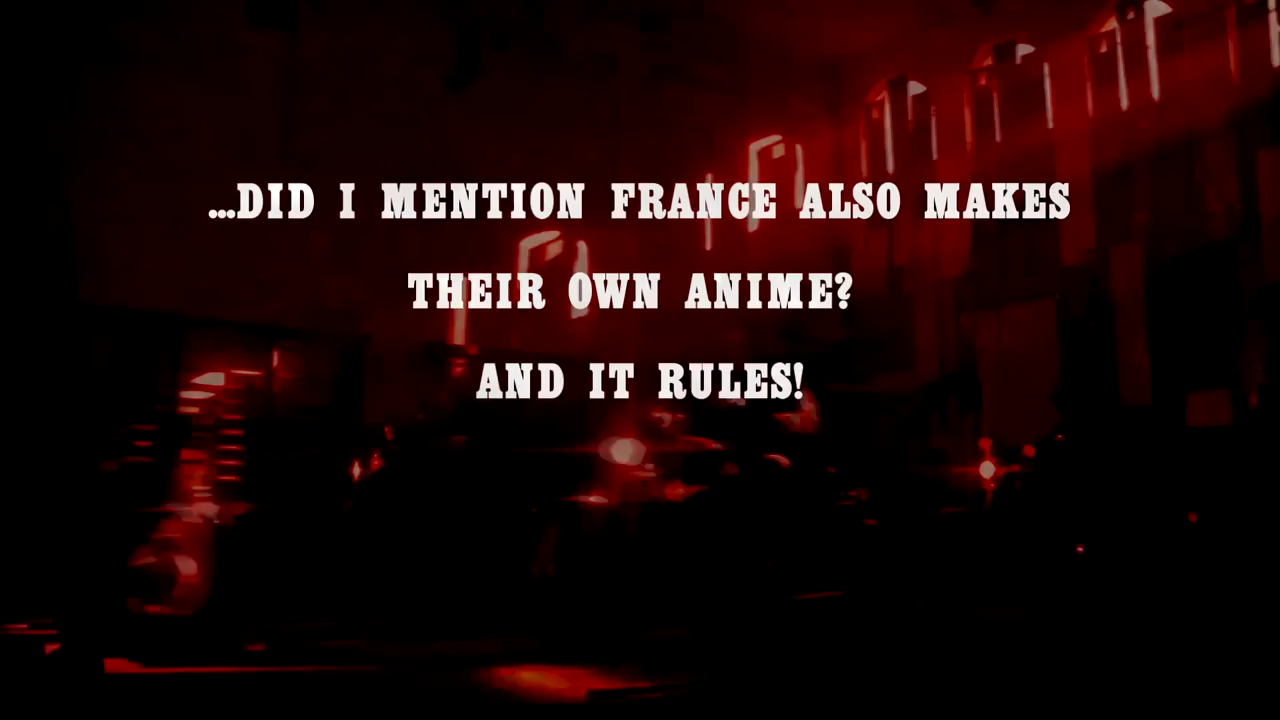 ...DID I MENTION FRANCE ALSO MAKES
THEIR OWN ANIME?
AND IT RULES!